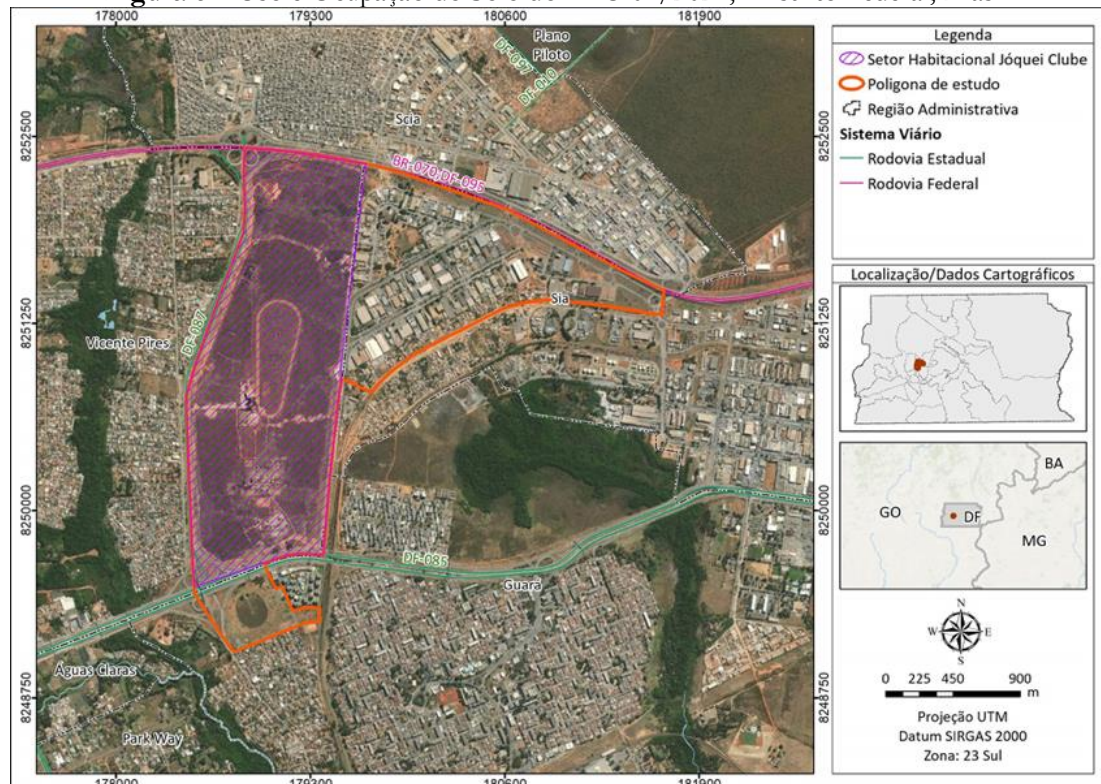 178000 179300 180600 181900
8252500
8251250
8250000
8248750
Plano
Piloto
DF-097
DF-010
Scia
BR-070;DF-095
Sia
Vicente Pires
DF-087
DF-085
Guará
Águas Claras
Park Way
8252500
8251250
8250000
8248750
178000 179300 180600 181900
Legenda
Setor Habitacional Jóquei Clube
Poligona de estudo
Região Administrativa
Sistema Viário
Rodovia Estadual
Rodovia Federal
Localização/Dados Cartográficos
BA
GO
DF
MG
N
W E
S
0 225 450 900
m
Projeção UTM
Datum SIRGAS 2000
Zona: 23 Sul